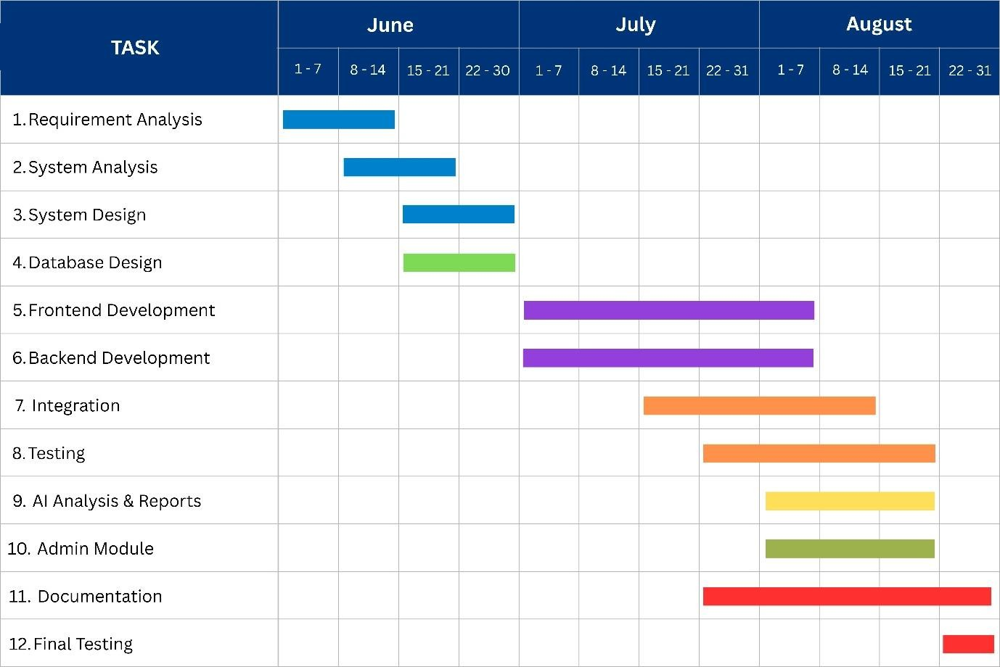 TASK
June
July
August
1 - 7
8 - 14
15 - 21
22 - 30
1 - 7
8 - 14
15 - 21
22 - 31
1 - 7
8 - 14
15 - 21
22 - 31
1. Requirement Analysis
2. System Analysis
3. System Design
4. Database Design
5. Frontend Development
6. Backend Development
7. Integration
8. Testing
9. AI Analysis & Reports
10. Admin Module
11. Documentation
12. Final Testing